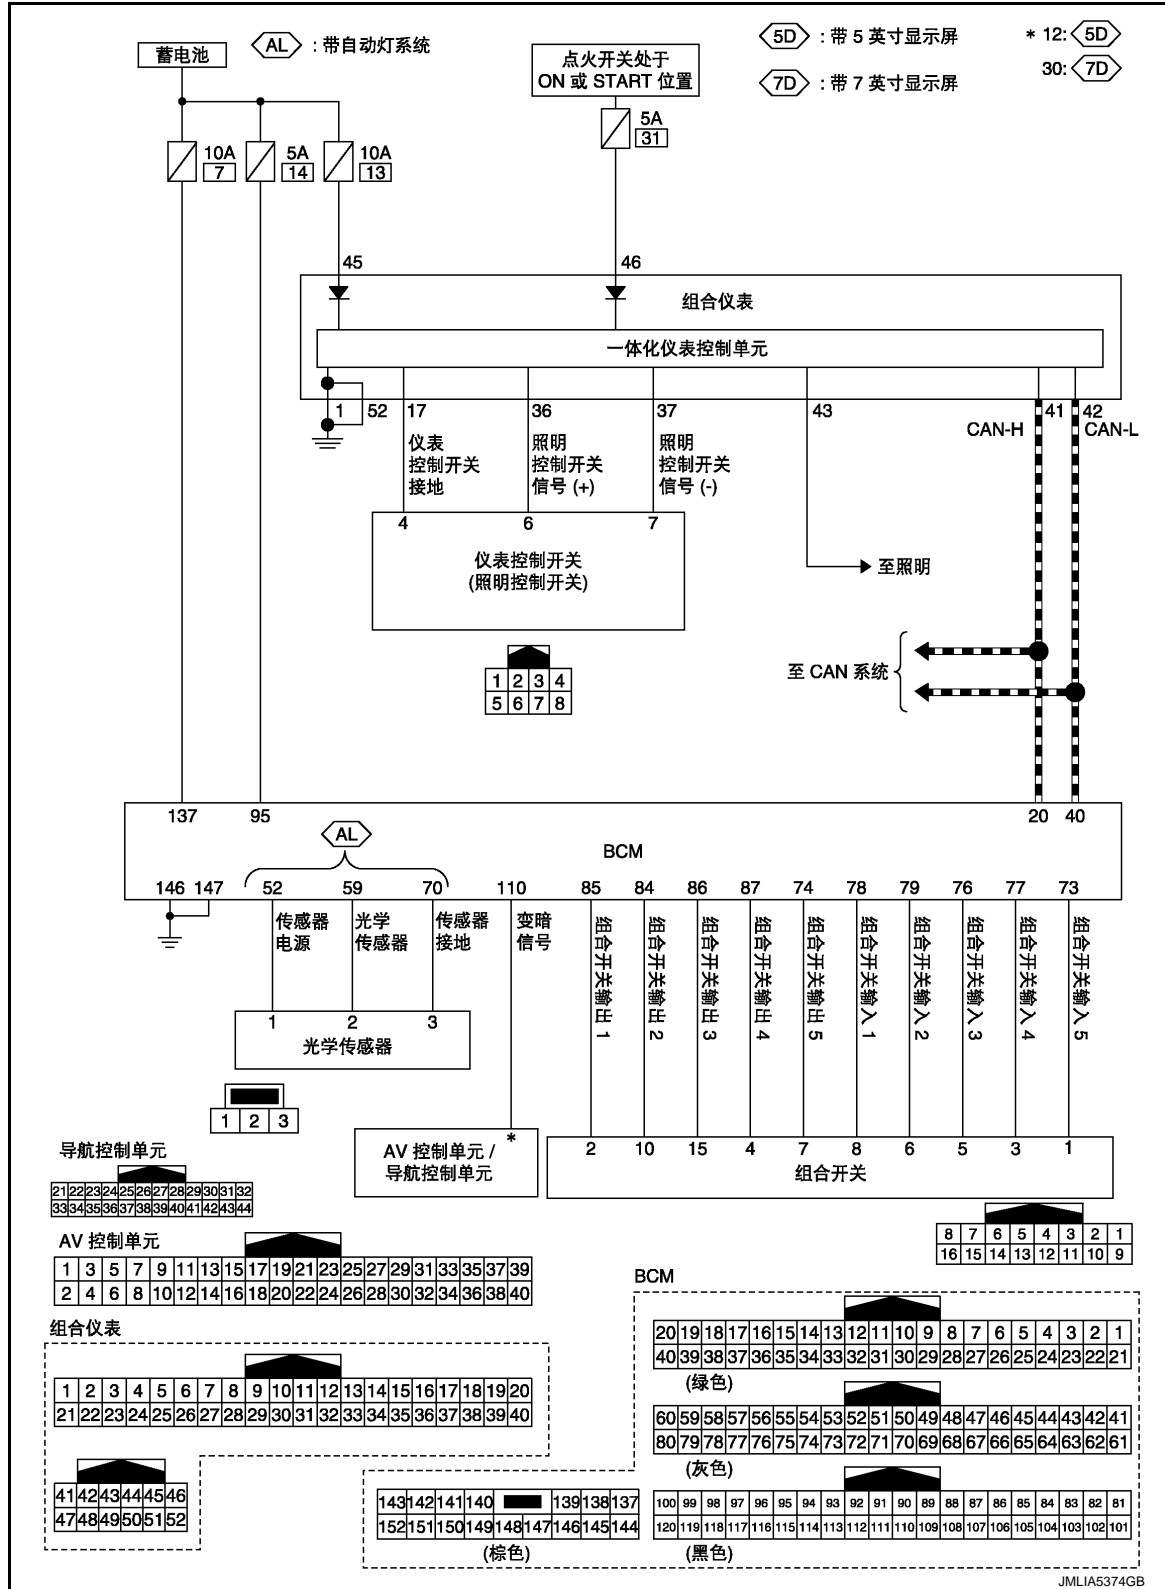 蓄电池
AL : 带自动灯系统
点火开关处于
ON 或 START 位置
5D : 带 5 英寸显示屏
7D : 带 7 英寸显示屏
* 12: 5D
30: 7D
10A
7
5A
14
10A
13
5A
31
45
46
组合仪表
一体化仪表控制单元
1
52
17
36
37
43
41
42
CAN-H
CAN-L
仪表
控制开关
接地
照明
控制开关
信号 (+)
照明
控制开关
信号 (-)
4 6 7
仪表控制开关
(照明控制开关)
至照明
1 2 3 4
5 6 7 8
至 CAN 系统
137 95 20 40
AL
BCM
146 147 52 59 70 110 85 84 86 87 74 78 79 76 77 73
传感器
电源
光学
传感器
传感器
接地
变暗
信号
组合开关输出 1
组合开关输出 2
组合开关输出 3
组合开关输出 4
组合开关输出 5
组合开关输入 1
组合开关输入 2
组合开关输入 3
组合开关输入 4
组合开关输入 5
1 2 3
光学传感器
1 2 3
*
AV 控制单元 /
导航控制单元
2 10 15 4 7 8 6 5 3 1
组合开关
8 7 6 5 4 3 2 1
16 15 14 13 12 11 10 9
导航控制单元
21 22 23 24 25 26 27 28 29 30 31 32
33 34 35 36 37 38 39 40 41 42 43 44
AV 控制单元
1 3 5 7 9 11 13 15 17 19 21 23 25 27 29 31 33 35 37 39
2 4 6 8 10 12 14 16 18 20 22 24 26 28 30 32 34 36 38 40
组合仪表
1 2 3 4 5 6 7 8 9 10 11 12 13 14 15 16 17 18 19 20
21 22 23 24 25 26 27 28 29 30 31 32 33 34 35 36 37 38 39 40
41 42 43 44 45 46
47 48 49 50 51 52
BCM
20 19 18 17 16 15 14 13 12 11 10 9 8 7 6 5 4 3 2 1
40 39 38 37 36 35 34 33 32 31 30 29 28 27 26 25 24 23 22 21
(绿色)
60 59 58 57 56 55 54 53 52 51 50 49 48 47 46 45 44 43 42 41
80 79 78 77 76 75 74 73 72 71 70 69 68 67 66 65 64 63 62 61
(灰色)
143 142 141 140 139 138 137
152 151 150 149 148 147 146 145 144
(棕色)
100 99 98 97 96 95 94 93 92 91 90 89 88 87 86 85 84 83 82 81
120 119 118 117 116 115 114 113 112 111 110 109 108 107 106 105 104 103 102 101
(黑色)
JMLIA5374GB